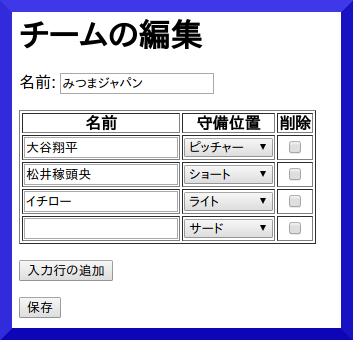 チームの編集
名前: みつまジャパン
名前 守備位置 削除
大谷翔平 ピッチャー
松井稼頭央 ショート
イチロー ライト
サード
入力行の追加
保存